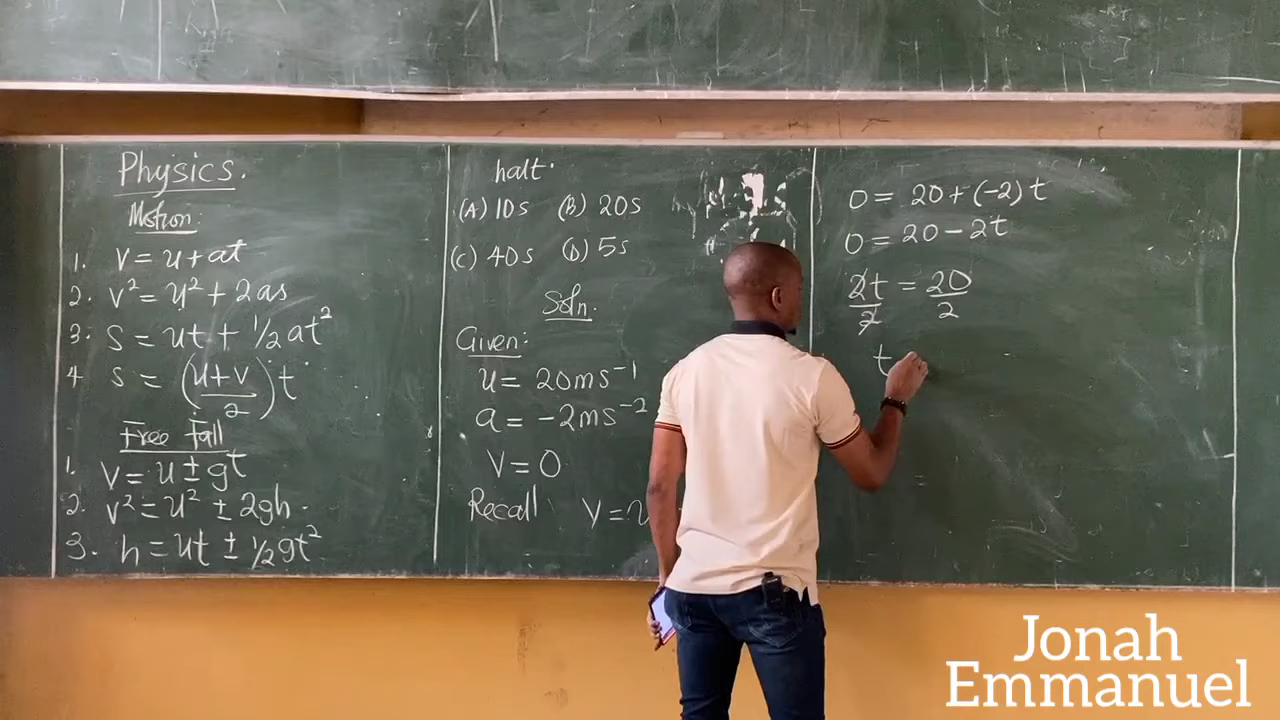 Physics.
Motion:
1. V = u + at
2. V² = u² + 2as
3. S = ut + ½at²
4 S = (u+v/2)t
Free Fall
1. V = u ± gt
2. V² = u² ± 2gh.
3. h = ut ± ½gt²
halt.
(A) 10s (B) 20s
(C) 40s (D) 5s
Soln.
Given:
u = 20ms⁻¹
a = -2ms⁻²
V = 0
Recall V = u
0 = 20 + (-2)t
0 = 20 - 2t
2t/2 = 20/2
t
Jonah
Emmanuel